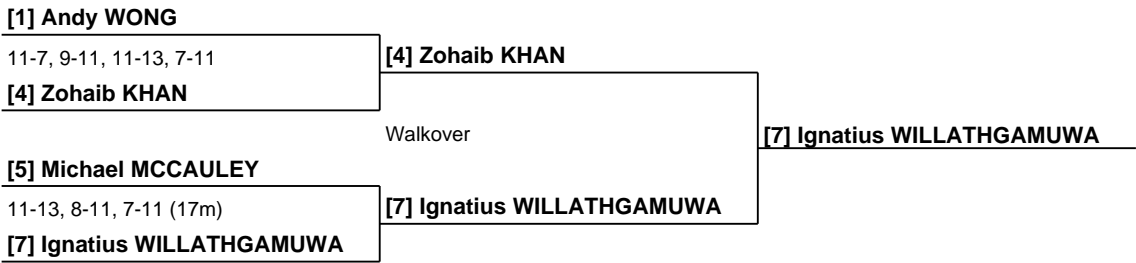 [1] Andy WONG
11-7, 9-11, 11-13, 7-11
[4] Zohaib KHAN
[4] Zohaib KHAN
Walkover
[7] Ignatius WILLATHGAMUWA
[5] Michael MCCAULEY
11-13, 8-11, 7-11 (17m)
[7] Ignatius WILLATHGAMUWA
[7] Ignatius WILLATHGAMUWA